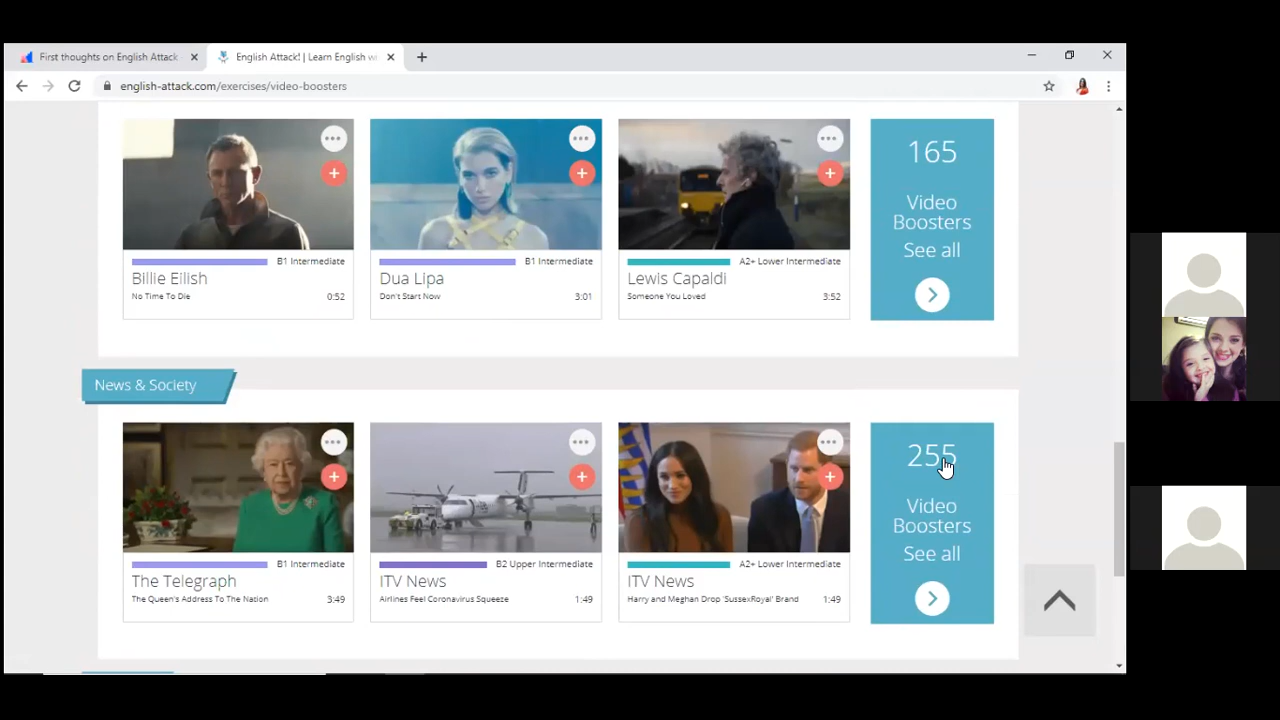 First thoughts on English Attack
English Attack! | Learn English wi
english-attack.com/exercises/video-boosters
B1 Intermediate
Billie Eilish
No Time To Die 0:52
B1 Intermediate
Dua Lipa
Don't Start Now 3:01
A2+ Lower Intermediate
Lewis Capaldi
Someone You Loved 3:52
165
Video
Boosters
See all
News & Society
B1 Intermediate
The Telegraph
The Queen's Address To The Nation 3:49
B2 Upper Intermediate
ITV News
Airlines Feel Coronavirus Squeeze 1:49
A2+ Lower Intermediate
ITV News
Harry and Meghan Drop 'SussexRoyal' Brand 1:49
255
Video
Boosters
See all